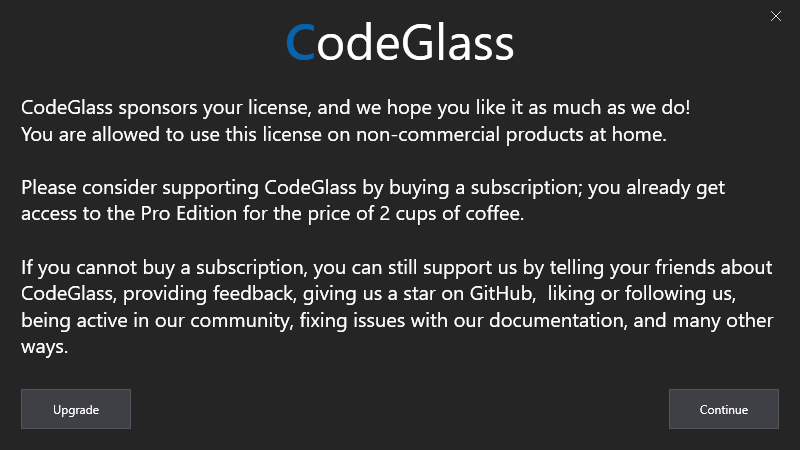 CodeGlass
CodeGlass sponsors your license, and we hope you like it as much as we do!
You are allowed to use this license on non-commercial products at home.
Please consider supporting CodeGlass by buying a subscription; you already get
access to the Pro Edition for the price of 2 cups of coffee.
If you cannot buy a subscription, you can still support us by telling your friends about
CodeGlass, providing feedback, giving us a star on GitHub,  liking or following us,
being active in our community, fixing issues with our documentation, and many other
ways.
Upgrade
Continue